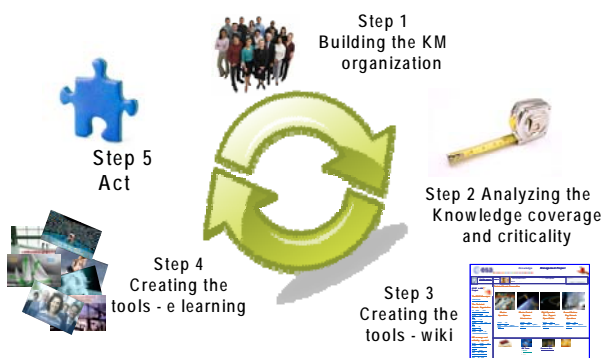 Step 1
Building the KM
organization
Step 2 Analyzing the
Knowledge coverage
and criticality
Step 3
Creating the
tools - wiki
Step 4
Creating the
tools - e learning
Step 5
Act
esa